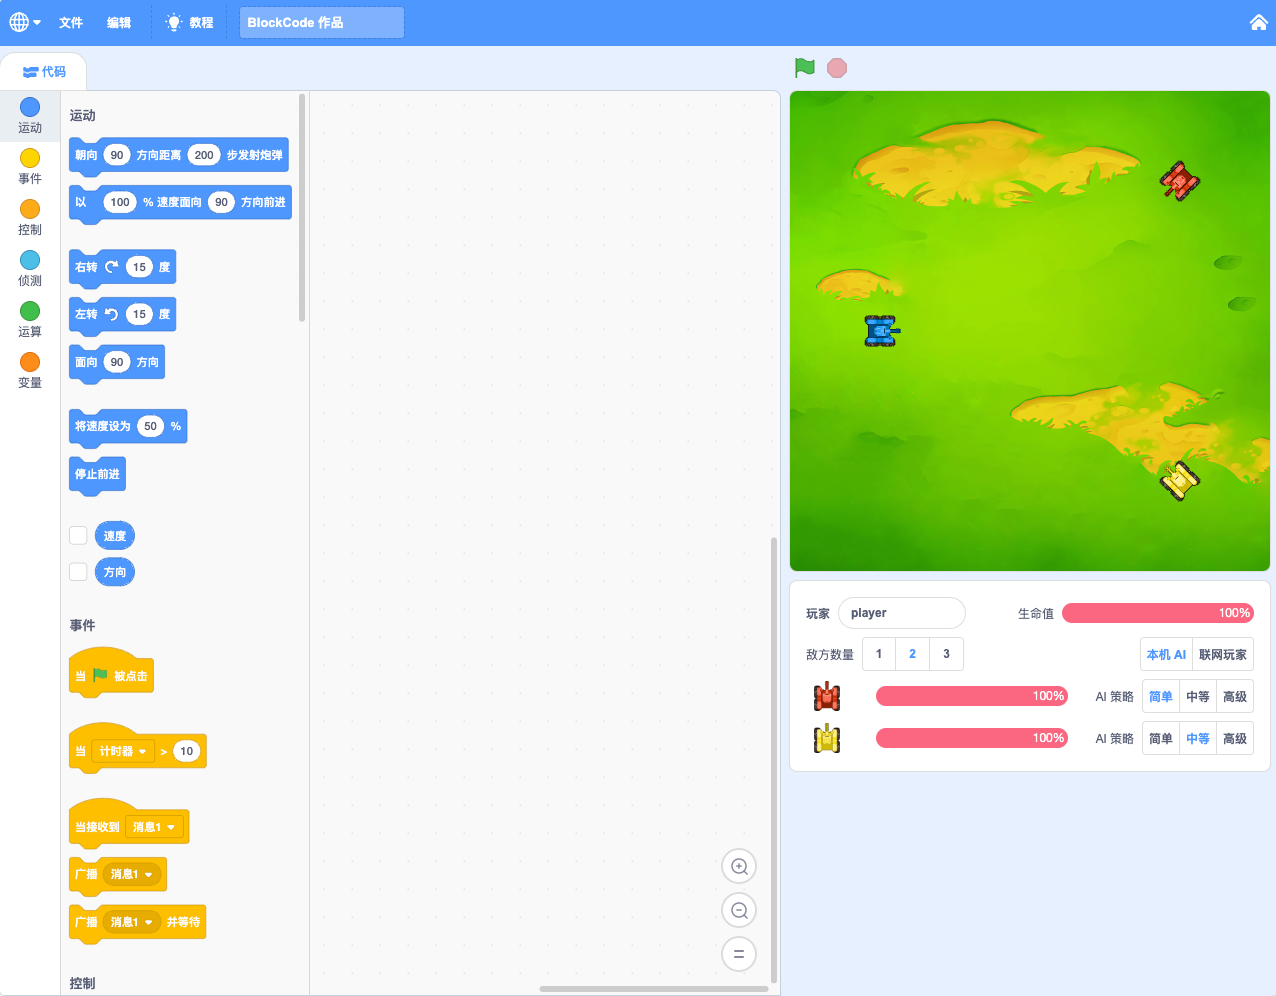 文件 编辑 教程 BlockCode 作品
代码
运动
事件
控制
侦测
运算
变量
运动
朝向 90 方向距离 200 步发射炮弹
以 100 % 速度面向 90 方向前进
右转 15 度
左转 15 度
面向 90 方向
将速度设为 50 %
停止前进
速度
方向
事件
当 被点击
当 计时器 > 10
当接收到 消息1
广播 消息1
广播 消息1 并等待
控制
玩家 player 生命值 100%
敌方数量 1 2 3 本机 AI 联网玩家
100% AI 策略 简单 中等 高级
100% AI 策略 简单 中等 高级